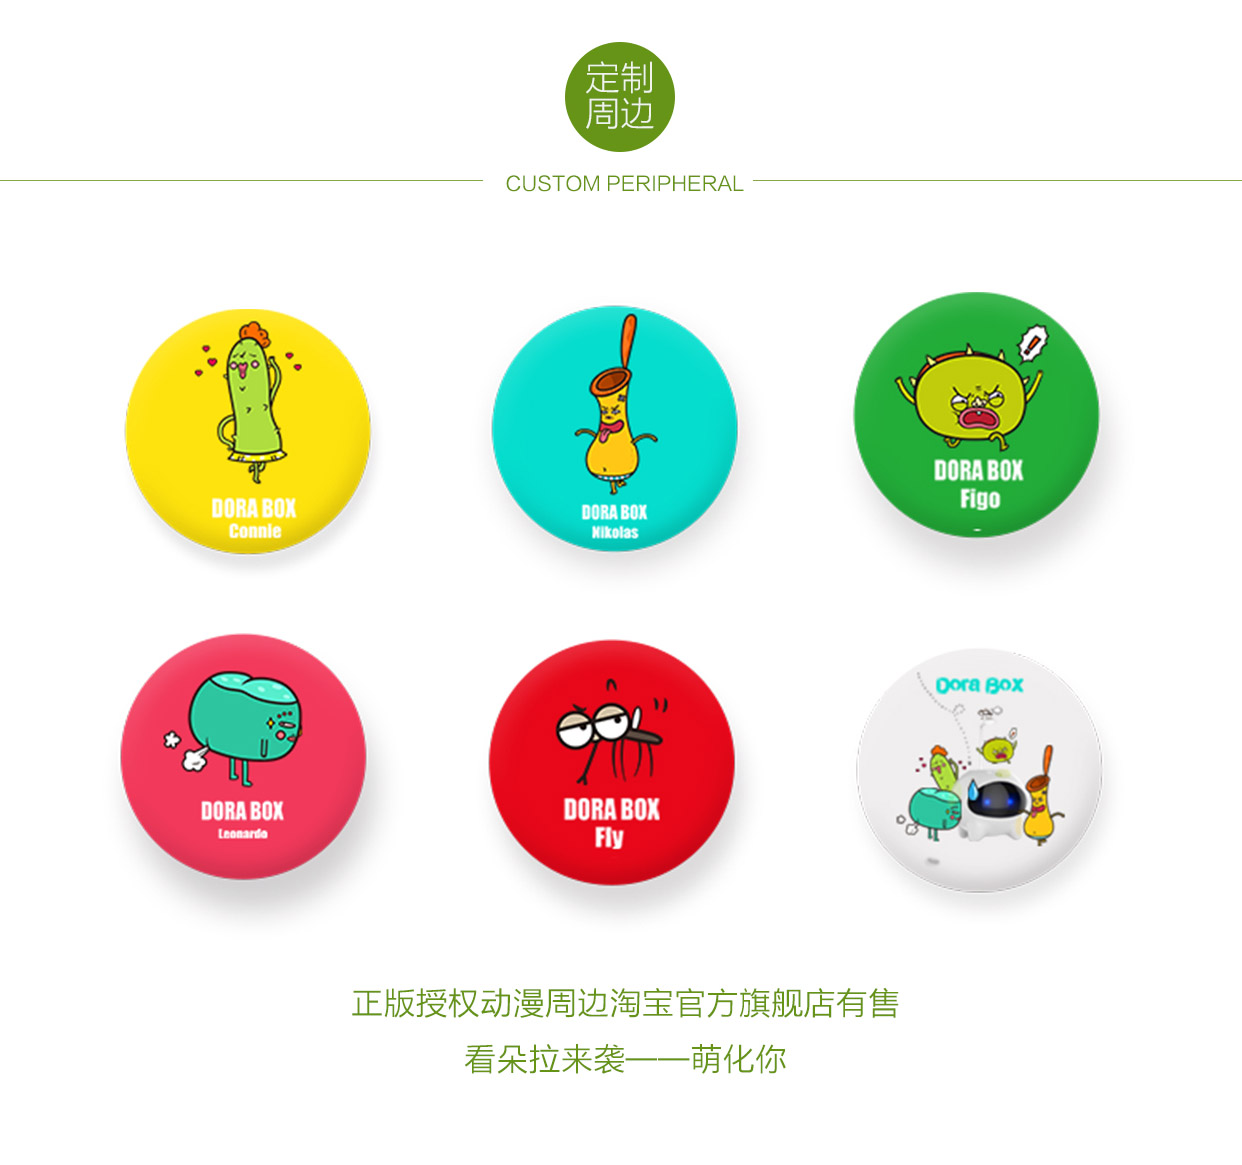 定制
周边
CUSTOM PERIPHERAL
DORA BOX
Connie
DORA BOX
Nikolas
DORA BOX
Figo
DORA BOX
Leonardo
DORA BOX
Fly
Dora Box
正版授权动漫周边淘宝官方旗舰店有售
看朵拉来袭——萌化你